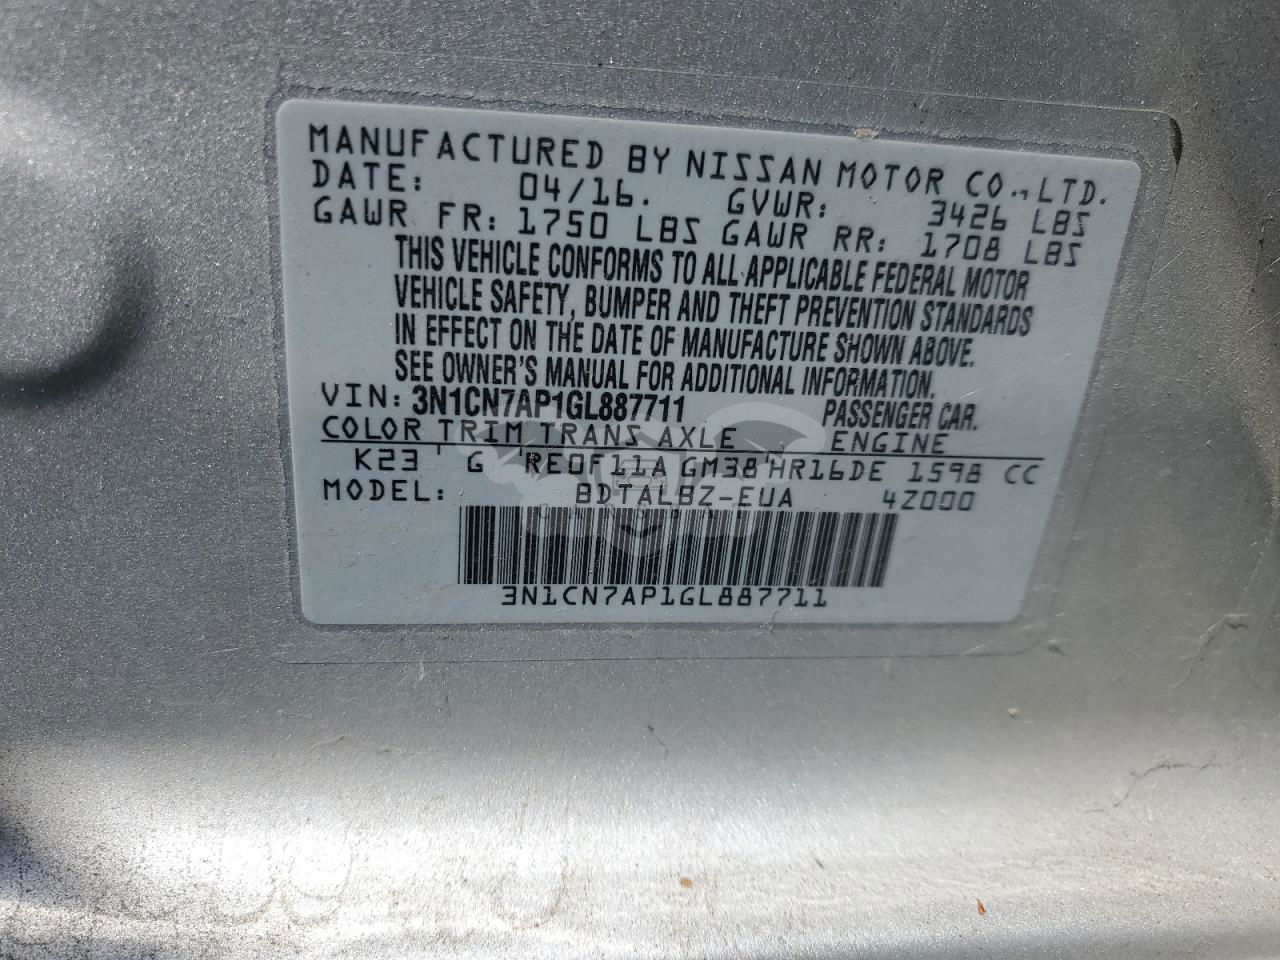 MANUFACTURED BY NISSAN MOTOR CO., LTD.
DATE: 04/16. GVWR: 3426 LBS
GAWR FR: 1750 LBS GAWR RR: 1708 LBS
THIS VEHICLE CONFORMS TO ALL APPLICABLE FEDERAL MOTOR
VEHICLE SAFETY, BUMPER AND THEFT PREVENTION STANDARDS
IN EFFECT ON THE DATE OF MANUFACTURE SHOWN ABOVE.
SEE OWNER'S MANUAL FOR ADDITIONAL INFORMATION.
VIN: 3N1CN7AP1GL887711 PASSENGER CAR.
COLOR TRIM TRANS AXLE ENGINE
K23 G RE0F11A GM38 HR16DE 1598 CC
MODEL: BDTALBZ-EUA 4Z000
3N1CN7AP1GL887711